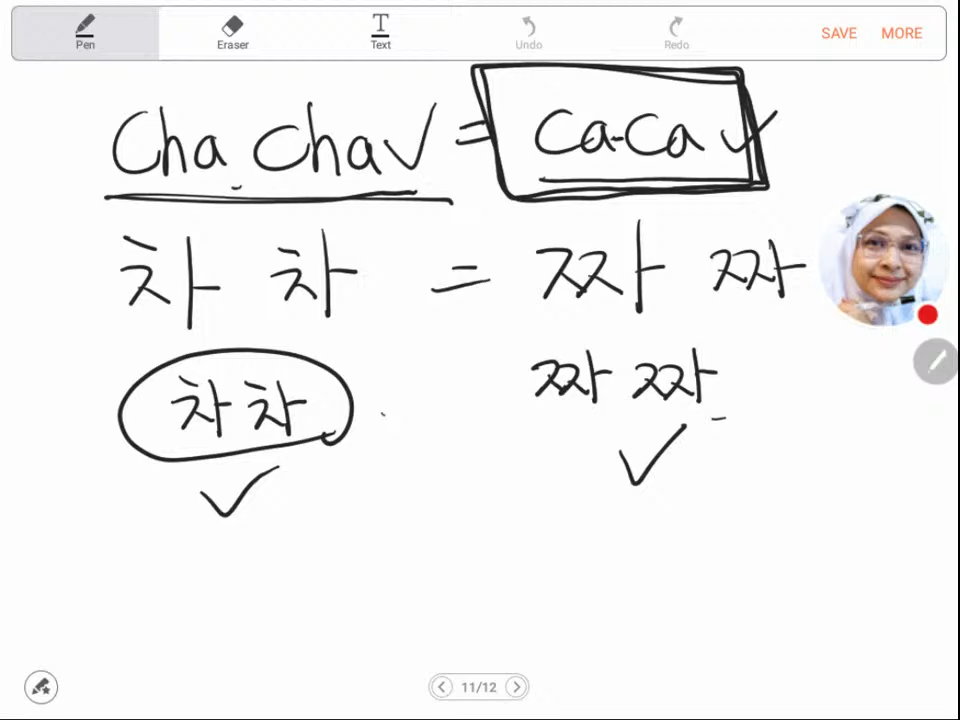 Pen Eraser Text Undo Redo SAVE MORE
Cha Cha = Ca-Ca
차 차 = 짜 짜
차차 짜짜
11/12